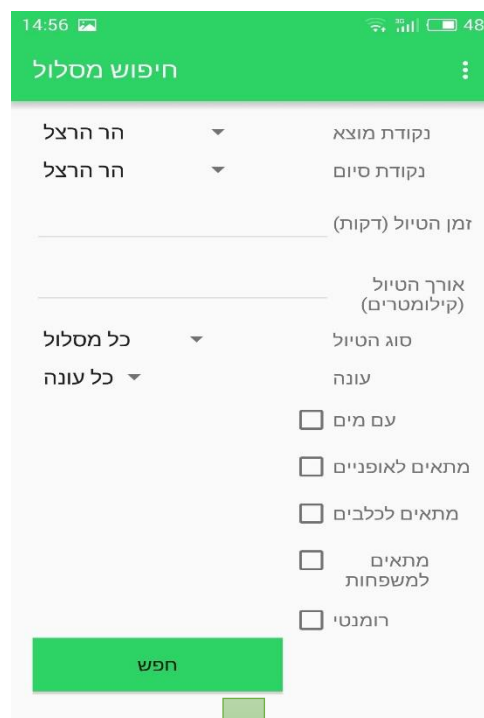 14:56 3G 48
חיפוש מסלול
נקודת מוצא הר הרצל
נקודת סיום הר הרצל
זמן הטיול (דקות)
אורך הטיול
(קילומטרים)
סוג הטיול כל מסלול
עונה כל עונה
עם מים
מתאים לאופניים
מתאים לכלבים
מתאים
למשפחות
רומנטי
חפש